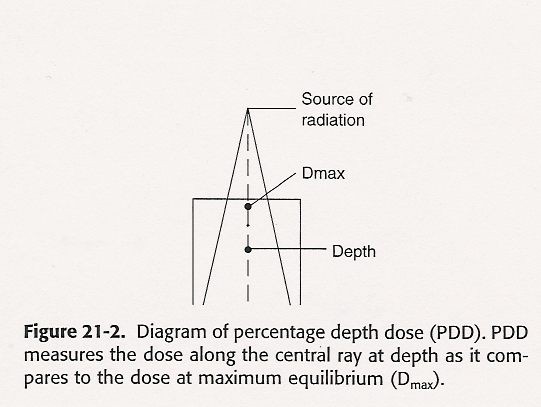 Source of
radiation
Dmax
Depth
Figure 21-2. Diagram of percentage depth dose (PDD). PDD
measures the dose along the central ray at depth as it com-
pares to the dose at maximum equilibrium (Dmax).